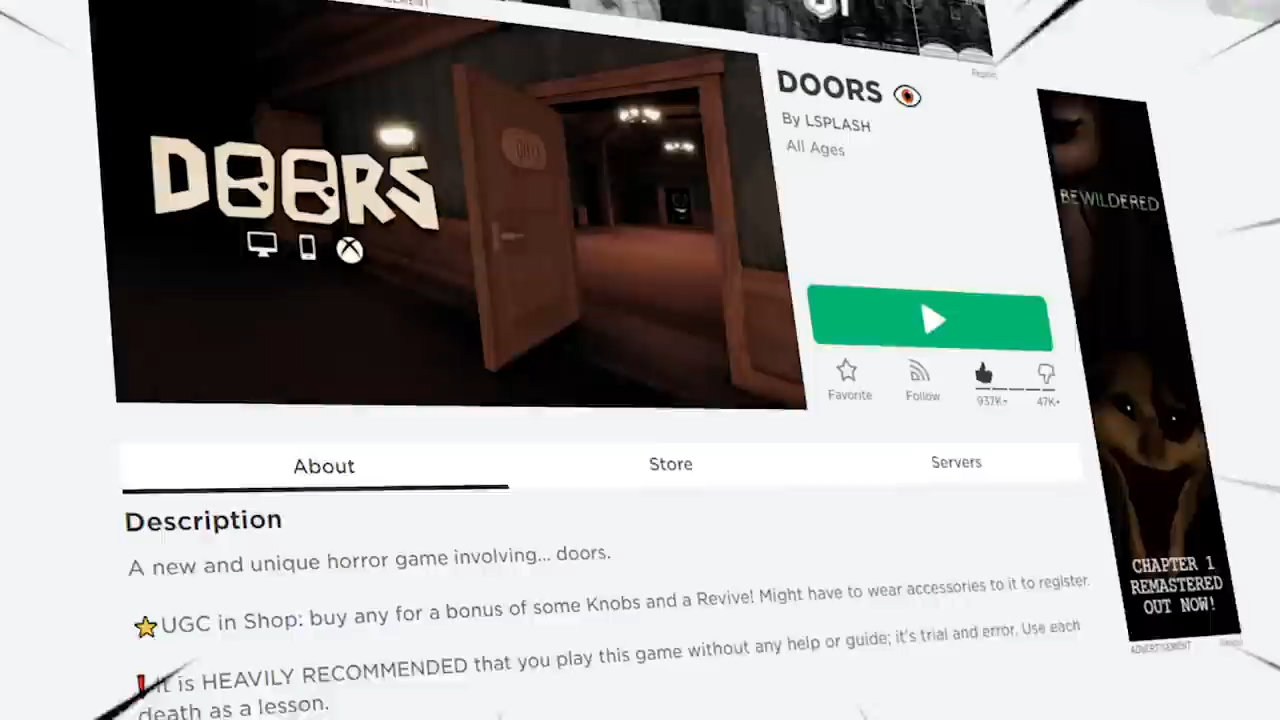 DOORS
DOORS 👁
By LSPLASH
All Ages
Favorite
Follow
937K+
47K+
About
Store
Servers
Description
A new and unique horror game involving... doors.
⭐UGC in Shop: buy any for a bonus of some Knobs and a Revive! Might have to wear accessories to it to register.
❗It is HEAVILY RECOMMENDED that you play this game without any help or guide; it's trial and error. Use each
death as a lesson.
BEWILDERED
CHAPTER 1
REMASTERED
OUT NOW!
ADVERTISEMENT